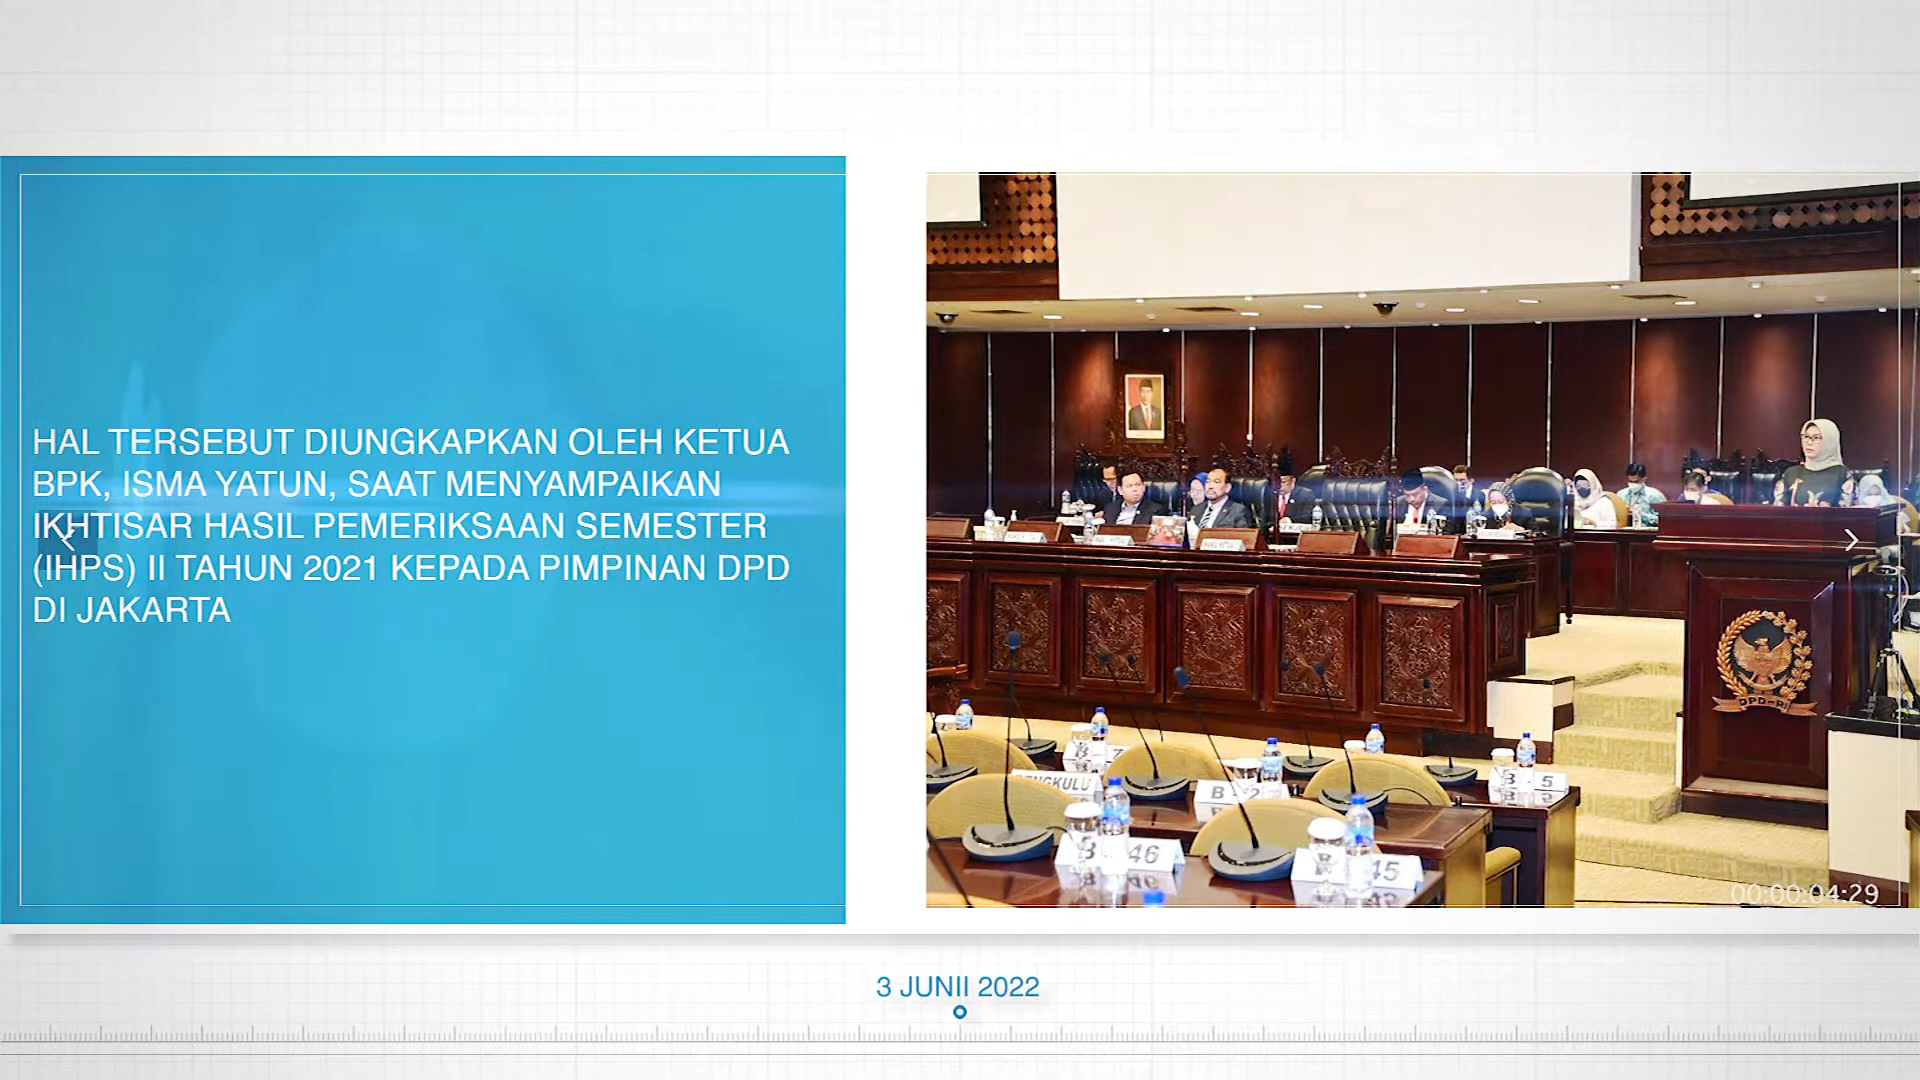 HAL TERSEBUT DIUNGKAPKAN OLEH KETUA
BPK, ISMA YATUN, SAAT MENYAMPAIKAN
IKHTISAR HASIL PEMERIKSAAN SEMESTER
(IHPS) II TAHUN 2021 KEPADA PIMPINAN DPD
DI JAKARTA
DPD-RI
B - 7
B - 5
B - 2
B 46
45
00:00:04:29
3 JUNII 2022